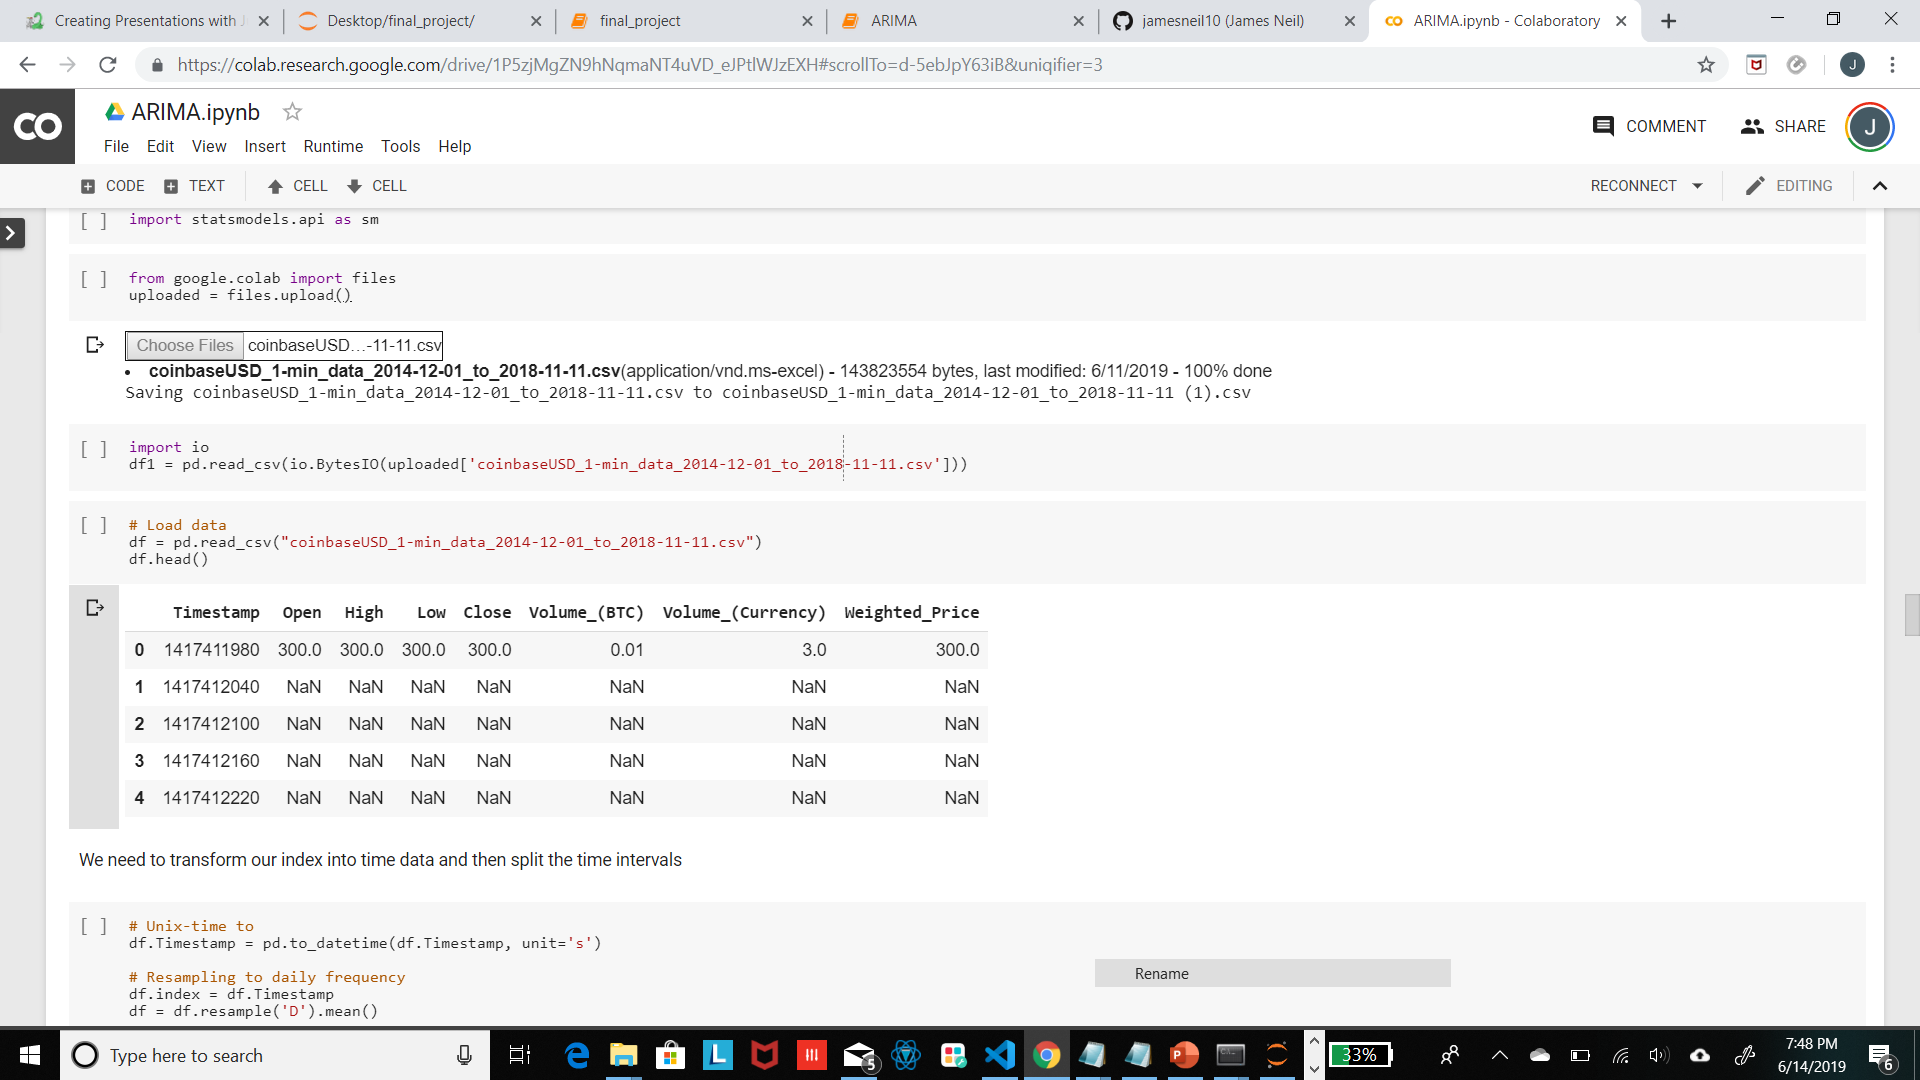 Creating Presentations with J
Desktop/final_project/
final_project
ARIMA
jamesneil10 (James Neil)
ARIMA.ipynb - Colaboratory
https://colab.research.google.com/drive/1P5zjMgZN9hNqmaNT4uVD_eJPtlWJzEXH#scrollTo=d-5ebJpY63iB&uniqifier=3
J
CO
ARIMA.ipynb
COMMENT
SHARE
J
File Edit View Insert Runtime Tools Help
CODE TEXT CELL CELL
RECONNECT
EDITING
[ ] import statsmodels.api as sm
[ ] from google.colab import files
uploaded = files.upload()
Choose Files coinbaseUSD...-11-11.csv
• coinbaseUSD_1-min_data_2014-12-01_to_2018-11-11.csv(application/vnd.ms-excel) - 143823554 bytes, last modified: 6/11/2019 - 100% done
Saving coinbaseUSD_1-min_data_2014-12-01_to_2018-11-11.csv to coinbaseUSD_1-min_data_2014-12-01_to_2018-11-11 (1).csv
[ ] import io
df1 = pd.read_csv(io.BytesIO(uploaded['coinbaseUSD_1-min_data_2014-12-01_to_2018-11-11.csv']))
[ ] # Load data
df = pd.read_csv("coinbaseUSD_1-min_data_2014-12-01_to_2018-11-11.csv")
df.head()
Timestamp Open High Low Close Volume_(BTC) Volume_(Currency) Weighted_Price
0 1417411980 300.0 300.0 300.0 300.0 0.01 3.0 300.0
1 1417412040 NaN NaN NaN NaN NaN NaN NaN
2 1417412100 NaN NaN NaN NaN NaN NaN NaN
3 1417412160 NaN NaN NaN NaN NaN NaN NaN
4 1417412220 NaN NaN NaN NaN NaN NaN NaN
We need to transform our index into time data and then split the time intervals
[ ] # Unix-time to
df.Timestamp = pd.to_datetime(df.Timestamp, unit='s')
# Resampling to daily frequency
df.index = df.Timestamp
df = df.resample('D').mean()
Rename
Type here to search
5
33%
7:48 PM
6/14/2019
6